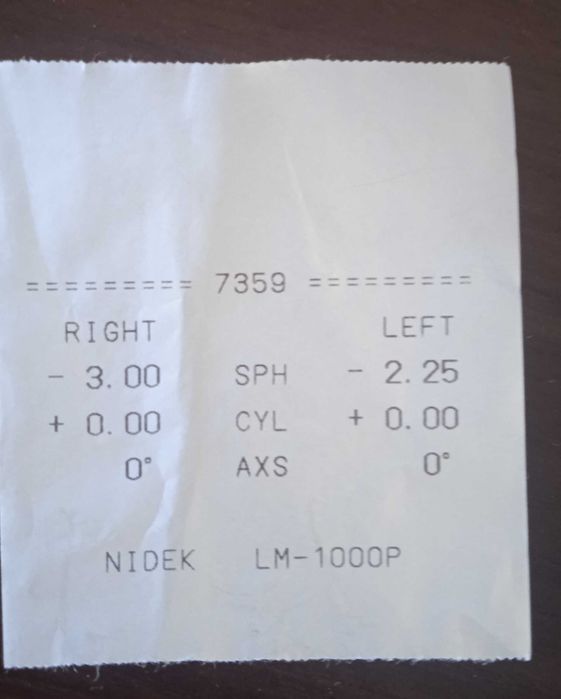 ========= 7359 =========
RIGHT LEFT
- 3.00 SPH - 2.25
+ 0.00 CYL + 0.00
0° AXS 0°
NIDEK LM-1000P